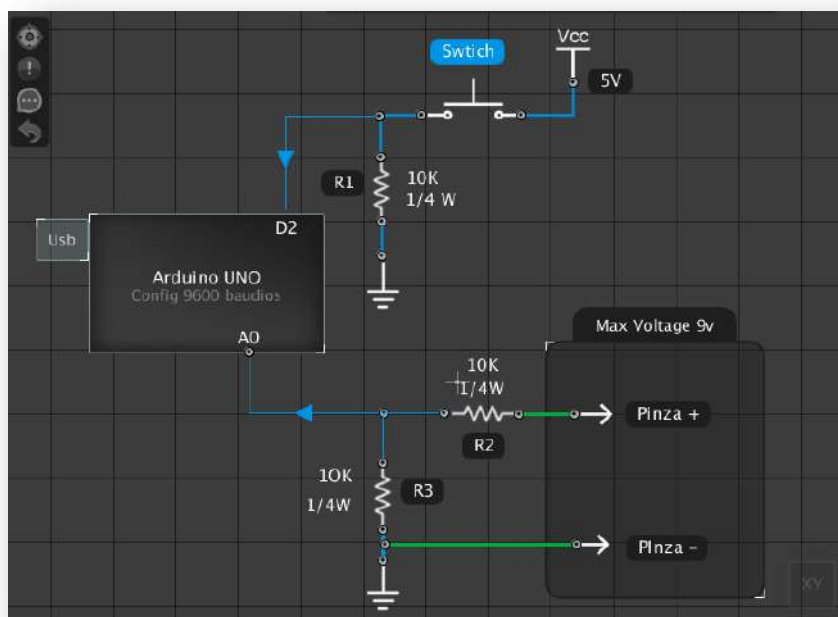 Vcc
Swtich
5V
R1
10K
1/4 W
D2
Usb
Arduino UNO
Config 9600 baudios
A0
Max Voltage 9v
10K
1/4W
Pinza +
R2
10K
1/4W
R3
PInza -
XY